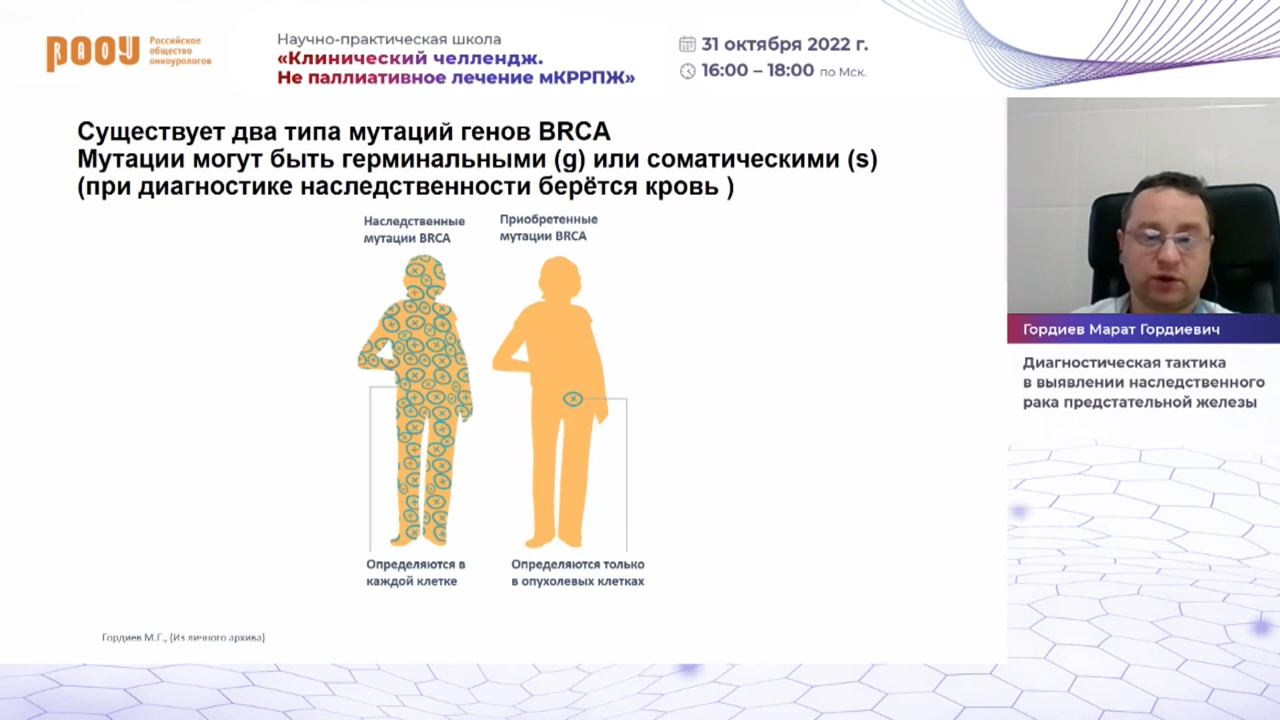 РАОУ
Российское
общество
онкоурологов
Научно-практическая школа
«Клинический челлендж.
Не паллиативное лечение мКРРПЖ»
31 октября 2022 г.
16:00 – 18:00 по Мск.
Существует два типа мутаций генов BRCA
Мутации могут быть герминальными (g) или соматическими (s)
(при диагностике наследственности берётся кровь )
Наследственные
мутации BRCA
Приобретенные
мутации BRCA
Определяются в
каждой клетке
Определяются только
в опухолевых клетках
Гордиев М.Г., (Из личного архива)
Гордиев Марат Гордиевич
Диагностическая тактика
в выявлении наследственного
рака предстательной железы